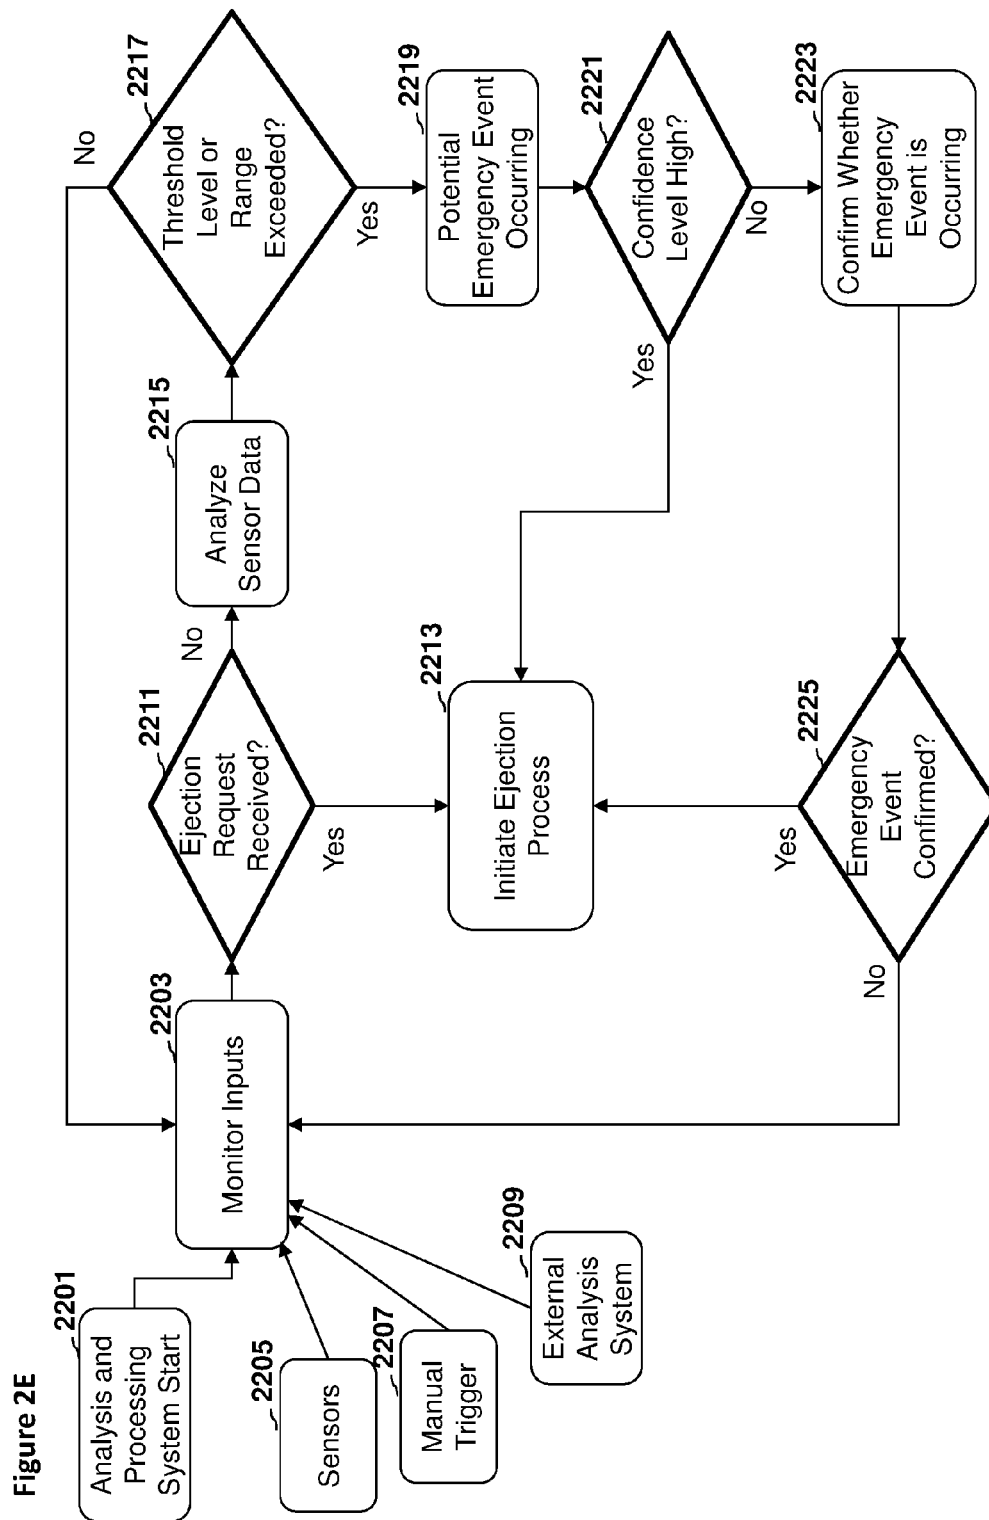 Figure 2E
2201
Analysis and
Processing
System Start
2205
Sensors
2207
Manual
Trigger
2209
External
Analysis
System
2203
Monitor Inputs
2211
Ejection
Request
Received?
No
Yes
2213
Initiate Ejection
Process
2215
Analyze
Sensor Data
2217
Threshold
Level or
Range
Exceeded?
No
Yes
2219
Potential
Emergency Event
Occurring
2221
Confidence
Level High?
Yes
No
2223
Confirm Whether
Emergency
Event is
Occurring
2225
Emergency
Event
Confirmed?
Yes
No